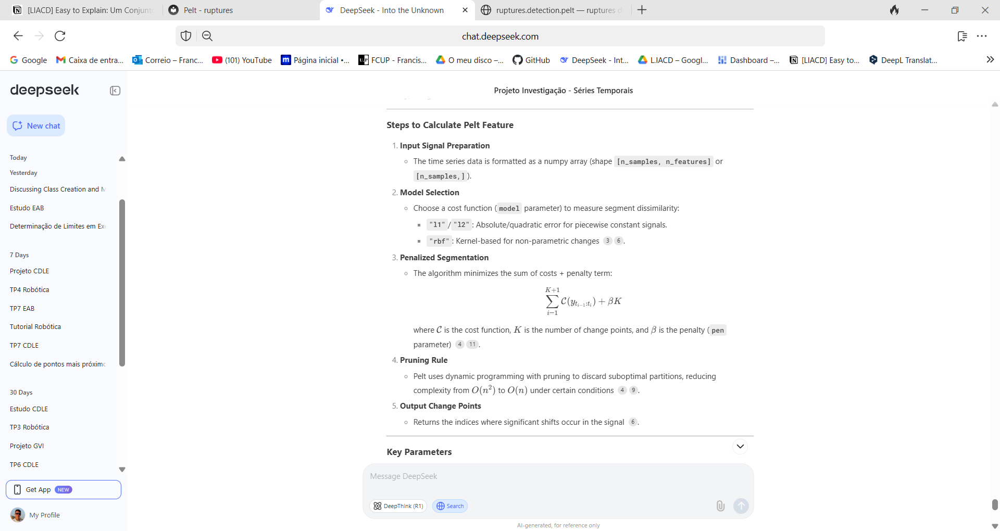 [LIACD] Easy to Explain: Um Conjunto
Pelt - ruptures
DeepSeek - Into the Unknown
ruptures.detection.pelt — ruptures d
chat.deepseek.com
Google
Caixa de entra...
Correio – Franc...
(101) YouTube
Página inicial •...
FCUP - Francis...
O meu disco –...
GitHub
DeepSeek - Int...
L.IACD – Googl...
Dashboard –...
[LIACD] Easy to...
DeepL Translat...
deepseek
New chat
Today
Yesterday
Discussing Class Creation and M
Estudo EAB
Determinação de Limites em Exe
7 Days
Projeto CDLE
TP4 Robótica
TP7 EAB
Tutorial Robótica
TP7 CDLE
Cálculo de pontos mais próximo
30 Days
Estudo CDLE
TP3 Robótica
Projeto GVI
TP6 CDLE
Get App NEW
My Profile
Projeto Investigação - Séries Temporais
Steps to Calculate Pelt Feature
1. Input Signal Preparation
The time series data is formatted as a numpy array (shape [n_samples, n_features] or
[n_samples,] ).
2. Model Selection
Choose a cost function ( model parameter) to measure segment dissimilarity:
"l1" / "l2" : Absolute/quadratic error for piecewise constant signals.
"rbf" : Kernel-based for non-parametric changes 3 6 .
3. Penalized Segmentation
The algorithm minimizes the sum of costs + penalty term:
K+1
∑ C(y_{t_{i−1}:t_i}) + βK
i=1
where C is the cost function, K is the number of change points, and β is the penalty ( pen
parameter) 4 11 .
4. Pruning Rule
Pelt uses dynamic programming with pruning to discard suboptimal partitions, reducing
complexity from O(n²) to O(n) under certain conditions 4 9 .
5. Output Change Points
Returns the indices where significant shifts occur in the signal 6 .
Key Parameters
Message DeepSeek
DeepThink (R1)
Search
AI-generated, for reference only